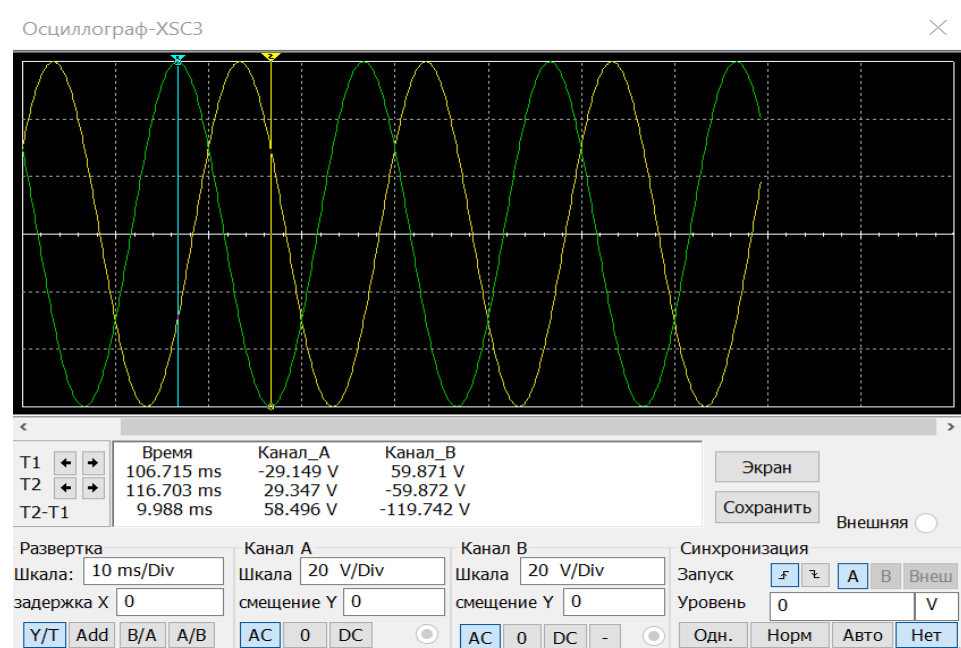 Осциллограф-XSC3
1 2
Время Канал_A Канал_B
T1 106.715 ms -29.149 V 59.871 V
T2 116.703 ms 29.347 V -59.872 V
T2-T1 9.988 ms 58.496 V -119.742 V
Экран
Сохранить
Внешняя
Развертка
Шкала: 10 ms/Div
задержка X 0
Y/T Add B/A A/B
Канал A
Шкала 20 V/Div
смещение Y 0
AC 0 DC
Канал B
Шкала 20 V/Div
смещение Y 0
AC 0 DC -
Синхронизация
Запуск A B Внеш
Уровень 0 V
Одн. Норм Авто Нет